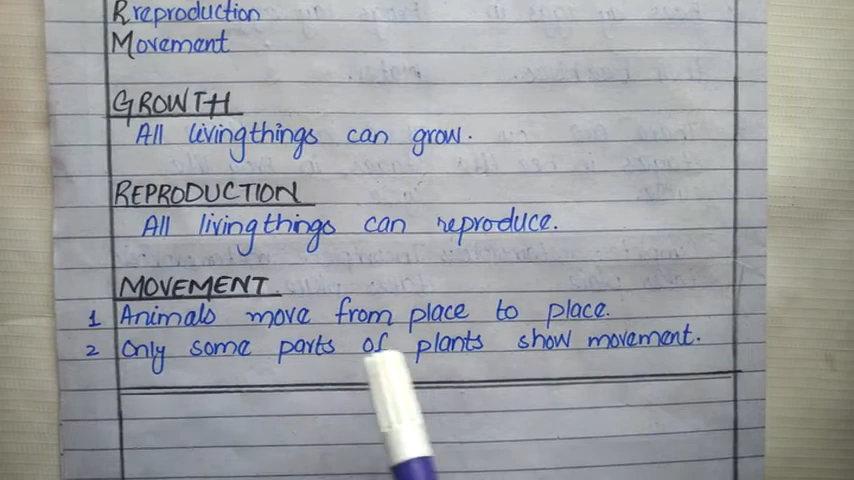 Rreproduction
Movement
GROWTH
All livingthings can grow.
REPRODUCTION
All livingthings can reproduce.
MOVEMENT
1 Animals move from place to place.
2 Only some parts of plants show movement.